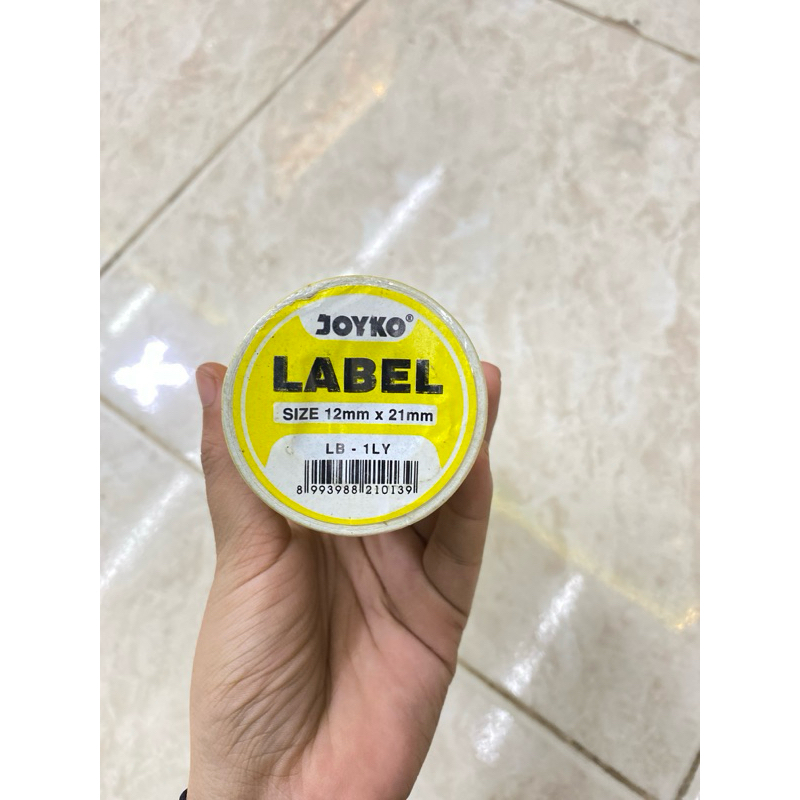 JOYKO®
LABEL
SIZE 12mm x 21mm
LB - 1LY
8 993988 210139